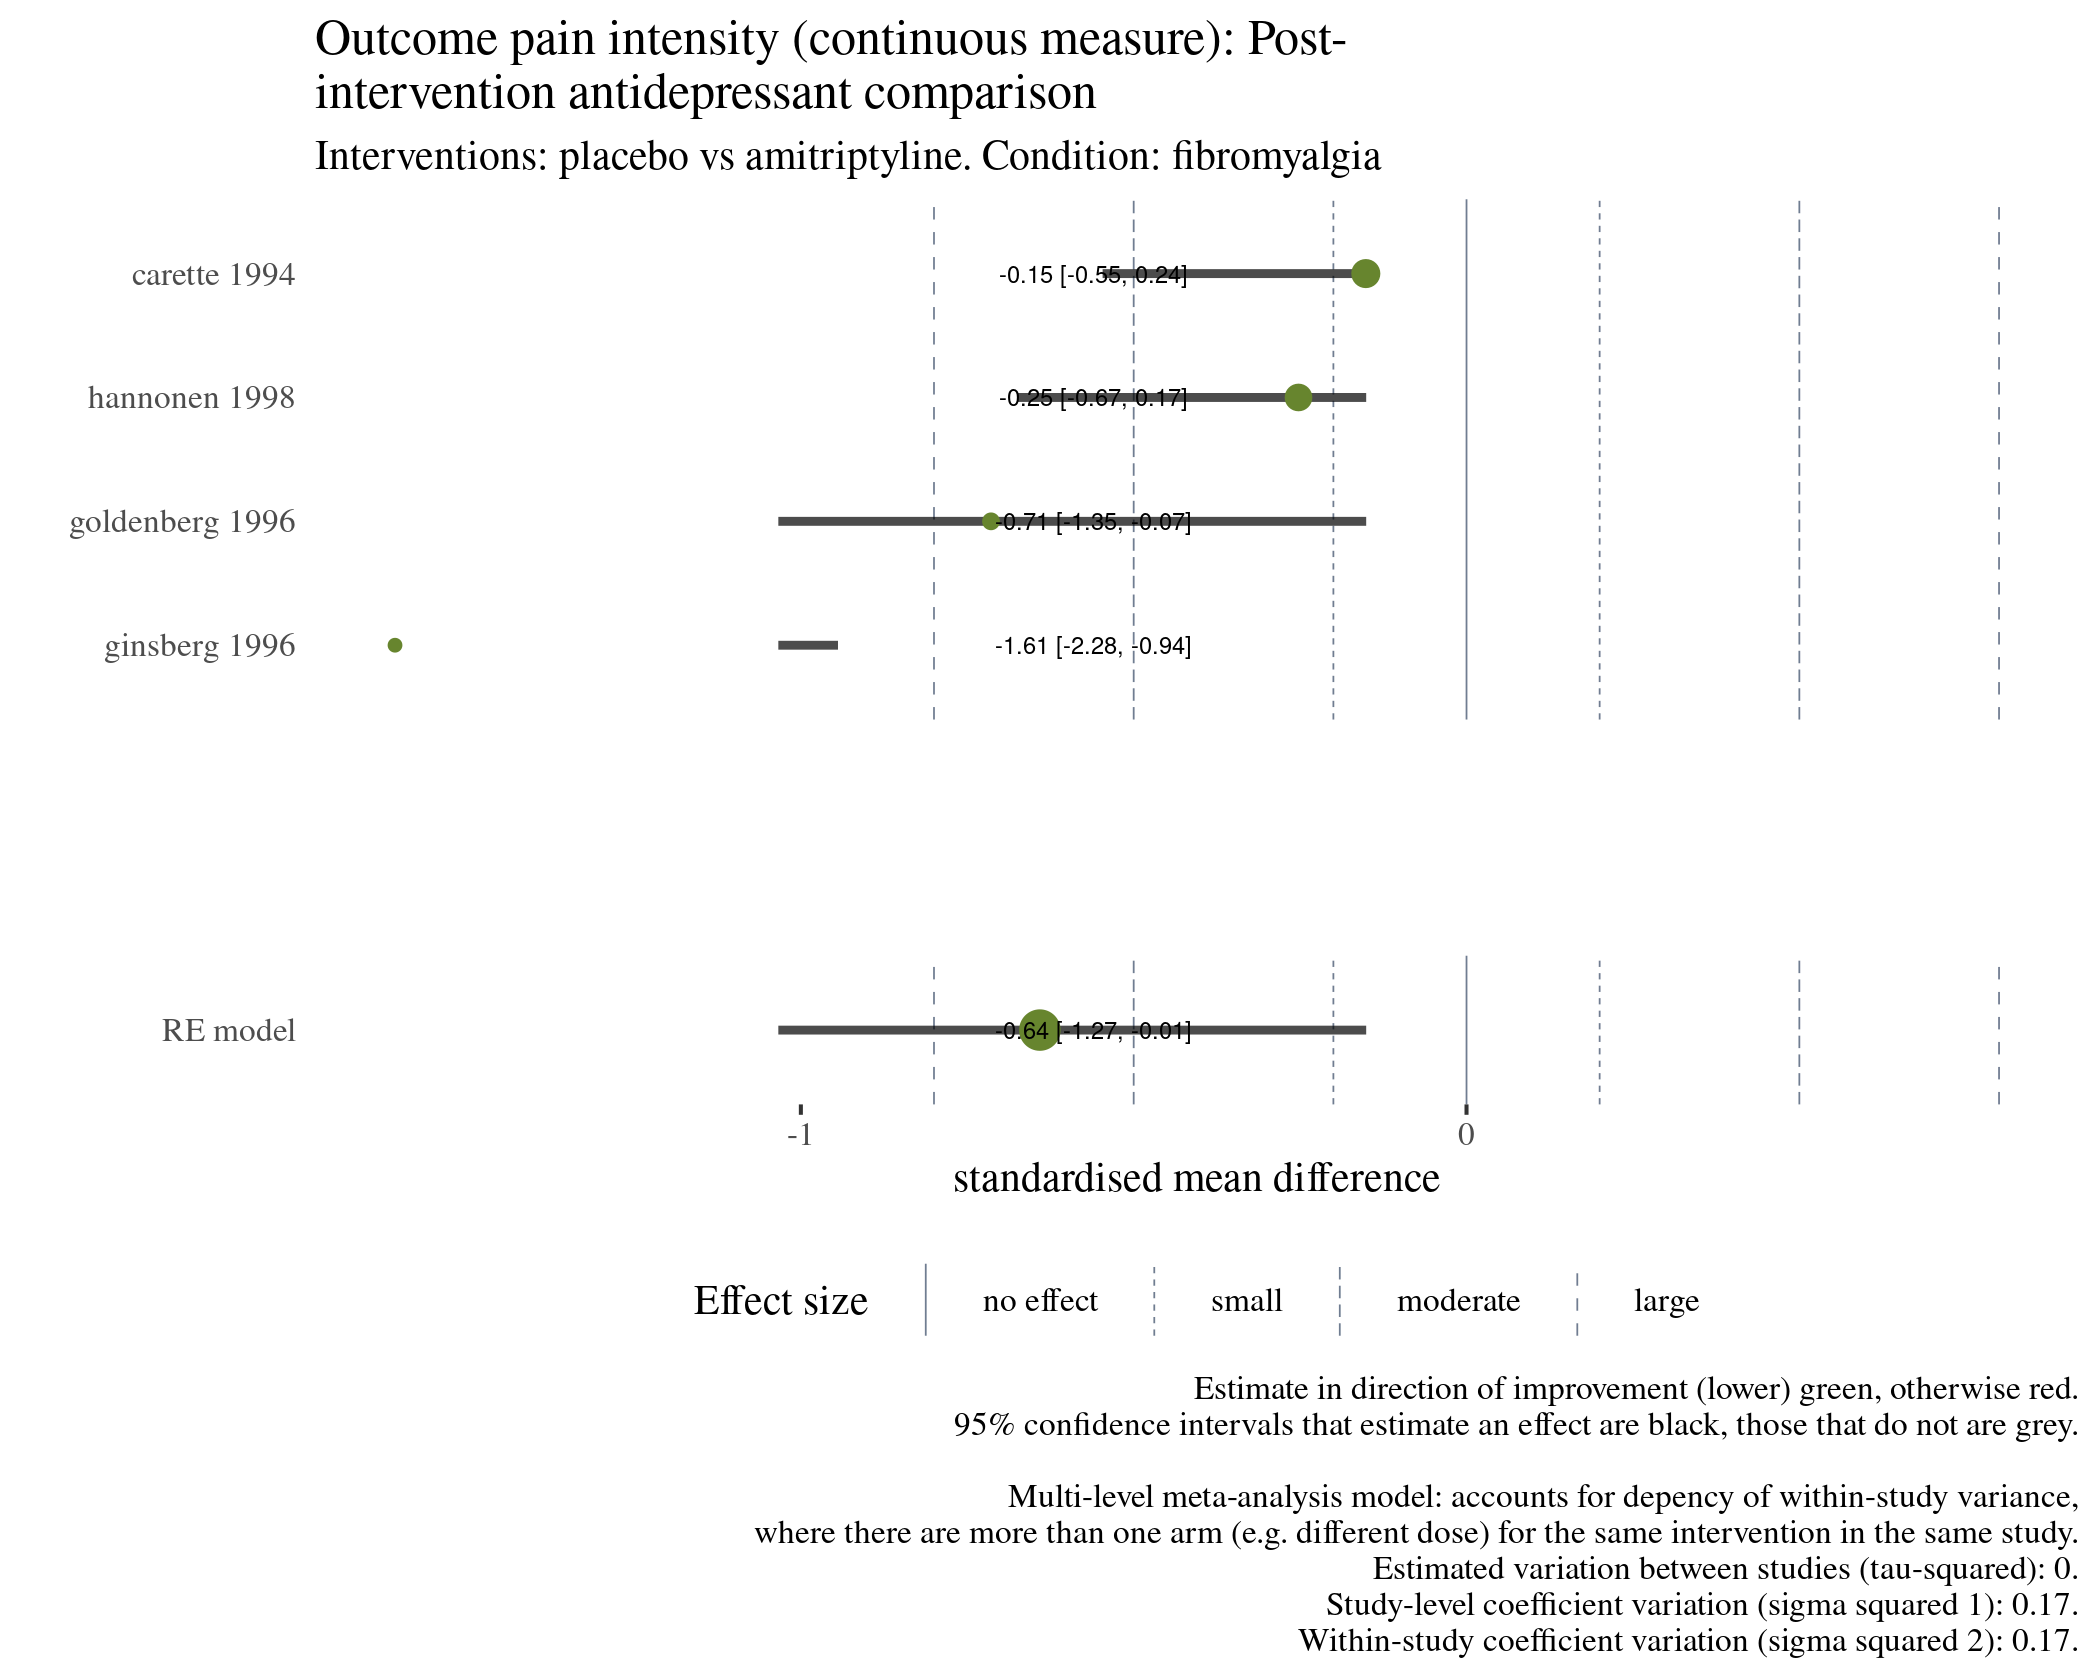 Outcome pain intensity (continuous measure): Post-
intervention antidepressant comparison
Interventions: placebo vs amitriptyline. Condition: fibromyalgia
carette 1994
-0.15 [-0.55, 0.24]
hannonen 1998
-0.25 [-0.67, 0.17]
goldenberg 1996
-0.71 [-1.35, -0.07]
ginsberg 1996
-1.61 [-2.28, -0.94]
RE model
-0.64 [-1.27, -0.01]
-1 0
standardised mean difference
Effect size no effect small moderate large
Estimate in direction of improvement (lower) green, otherwise red.
95% confidence intervals that estimate an effect are black, those that do not are grey.
Multi-level meta-analysis model: accounts for depency of within-study variance,
where there are more than one arm (e.g. different dose) for the same intervention in the same study.
Estimated variation between studies (tau-squared): 0.
Study-level coefficient variation (sigma squared 1): 0.17.
Within-study coefficient variation (sigma squared 2): 0.17.